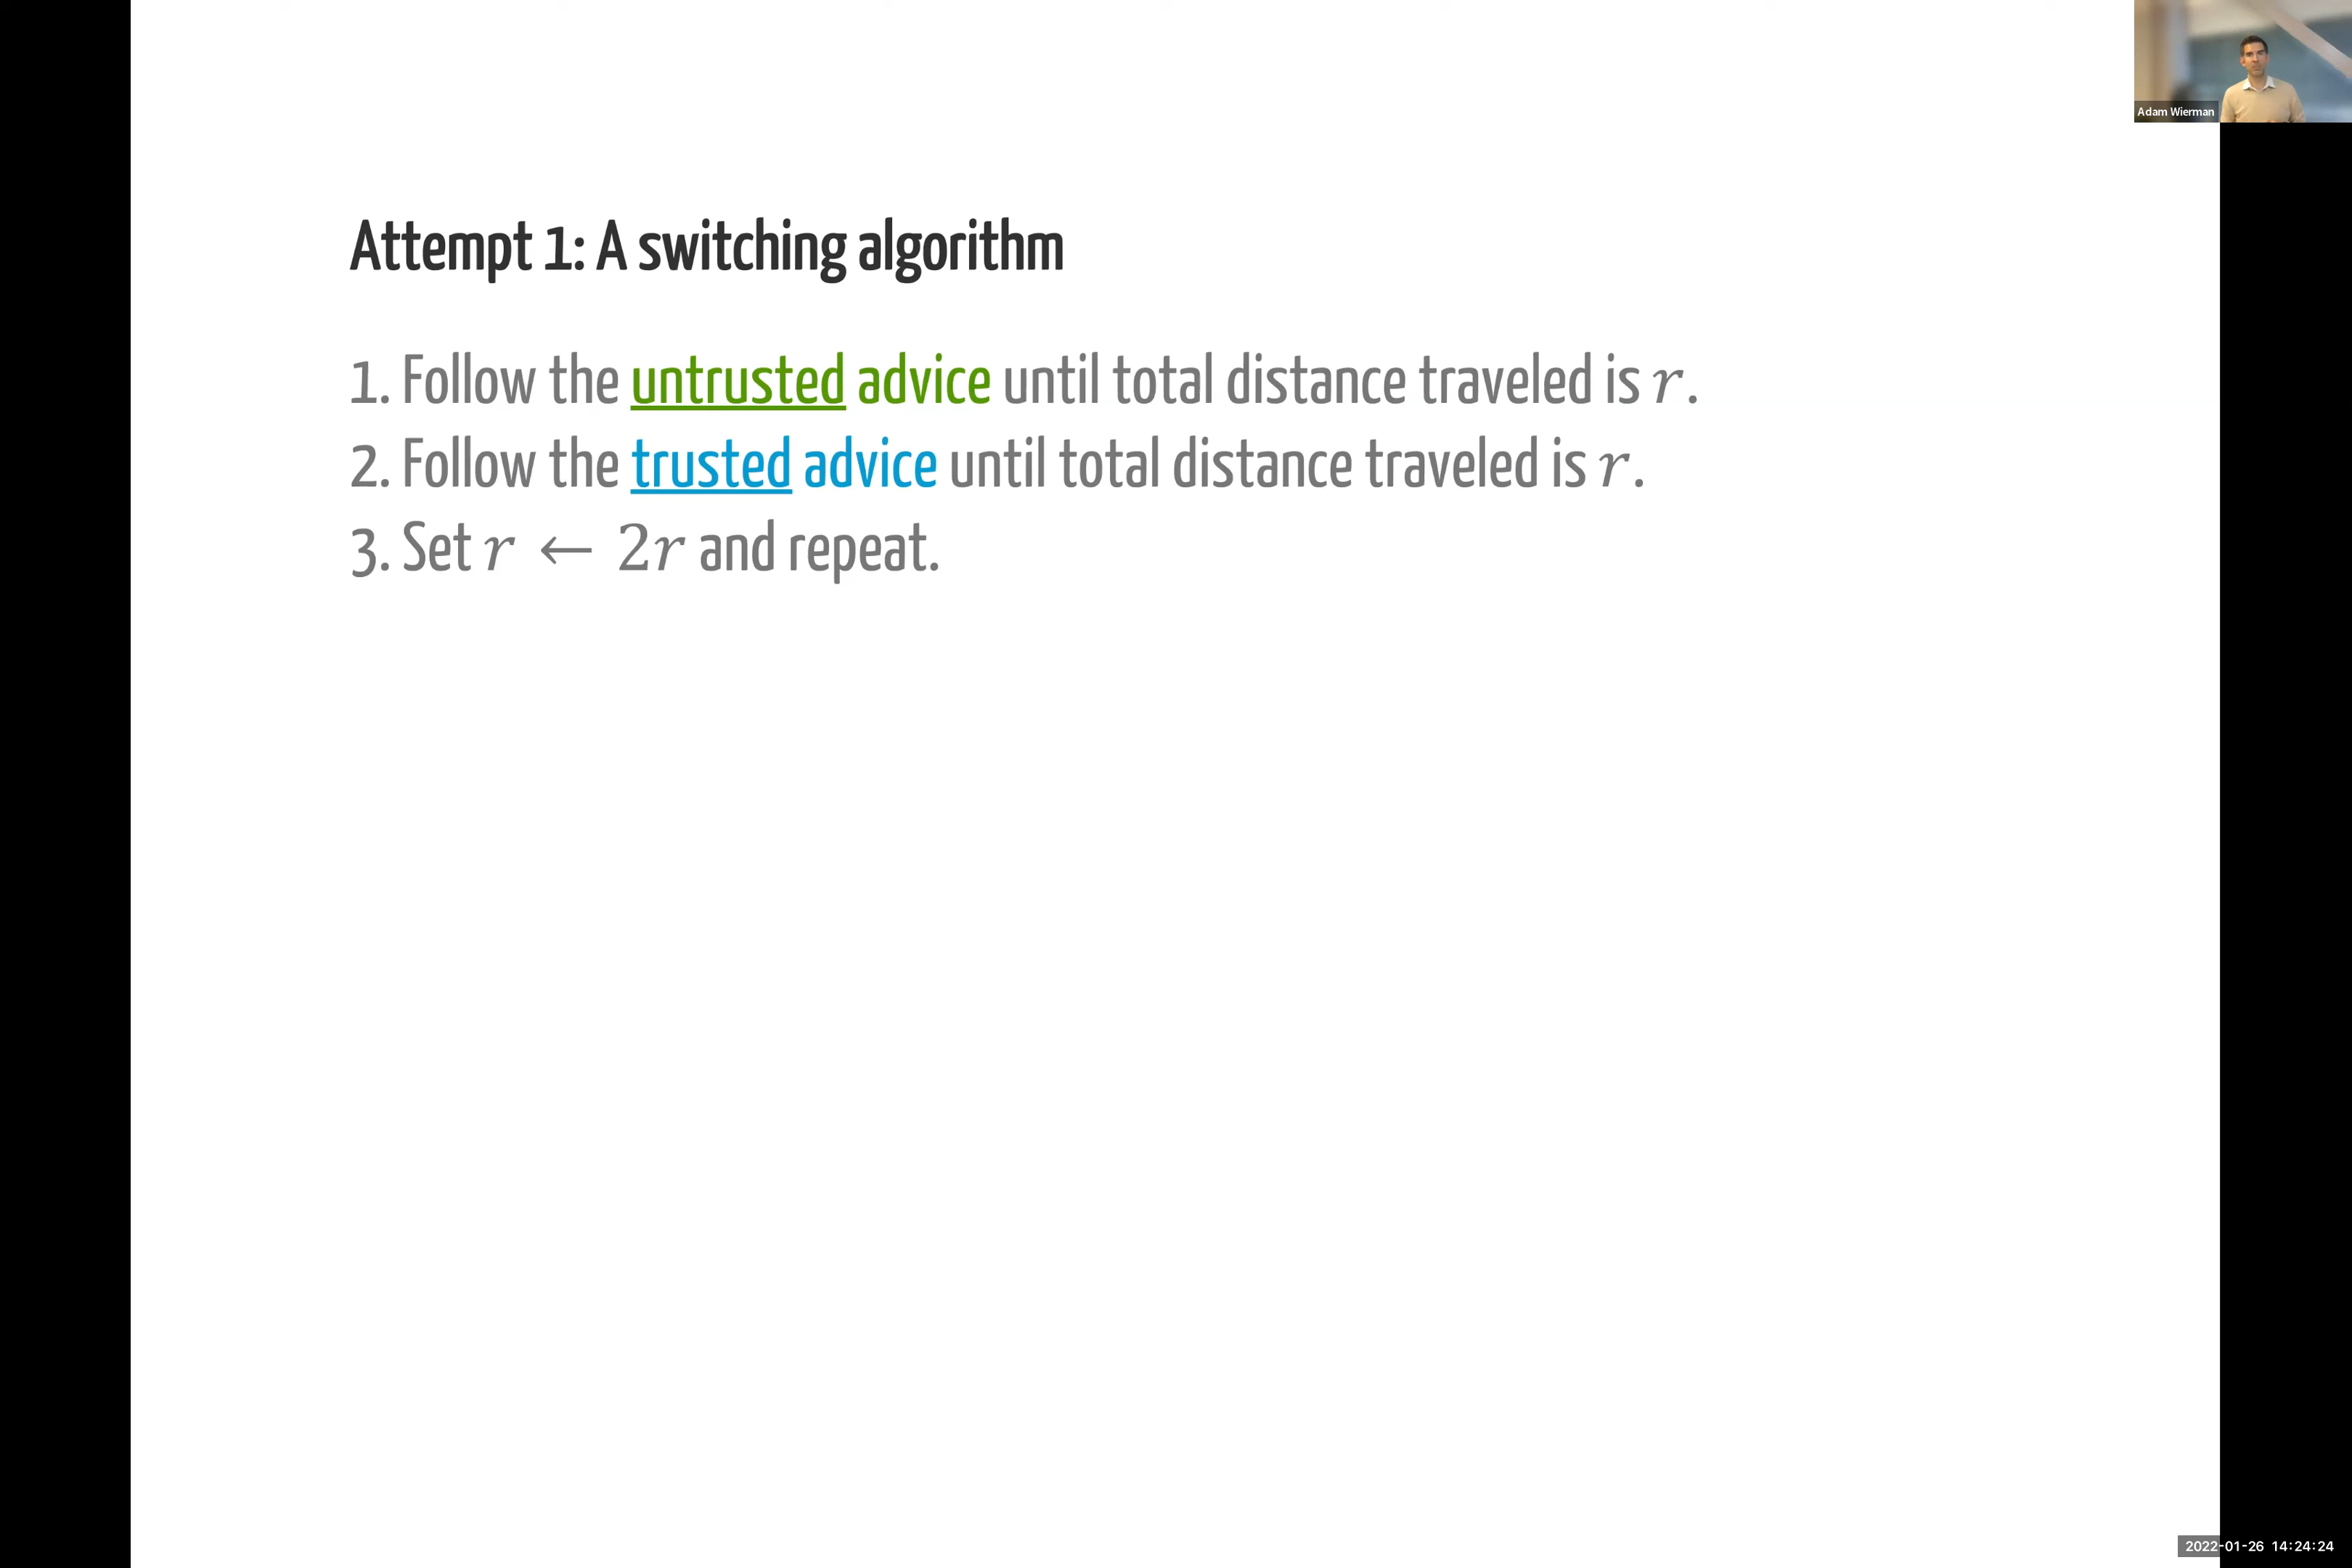 Adam Wierman
Attempt 1: A switching algorithm
1. Follow the untrusted advice until total distance traveled is r.
2. Follow the trusted advice until total distance traveled is r.
3. Set r ← 2r and repeat.
2022-01-26 14:24:24